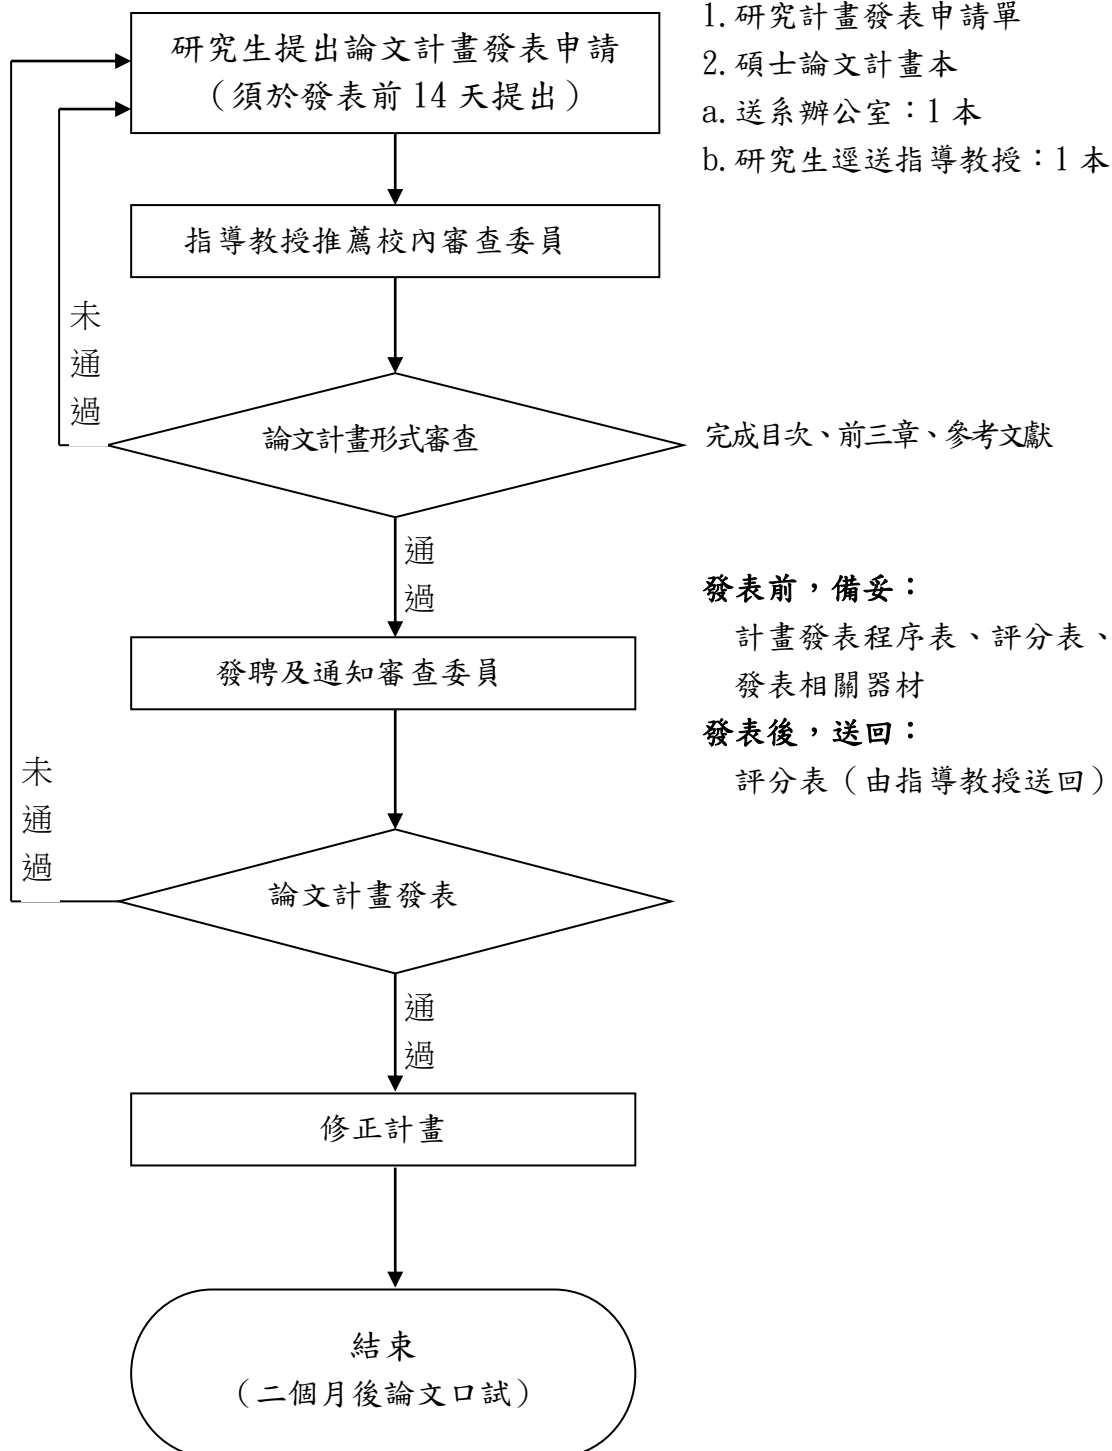 研究生提出論文計畫發表申請
（須於發表前 14 天提出）
1.研究計畫發表申請單
2.碩士論文計畫本
a.送系辦公室：1 本
b.研究生逕送指導教授：1 本
指導教授推薦校內審查委員
未
通
過
論文計畫形式審查
完成目次、前三章、參考文獻
通
過
發聘及通知審查委員
發表前，備妥：
計畫發表程序表、評分表、
發表相關器材
發表後，送回：
評分表（由指導教授送回）
未
通
過
論文計畫發表
通
過
修正計畫
結束
（二個月後論文口試）